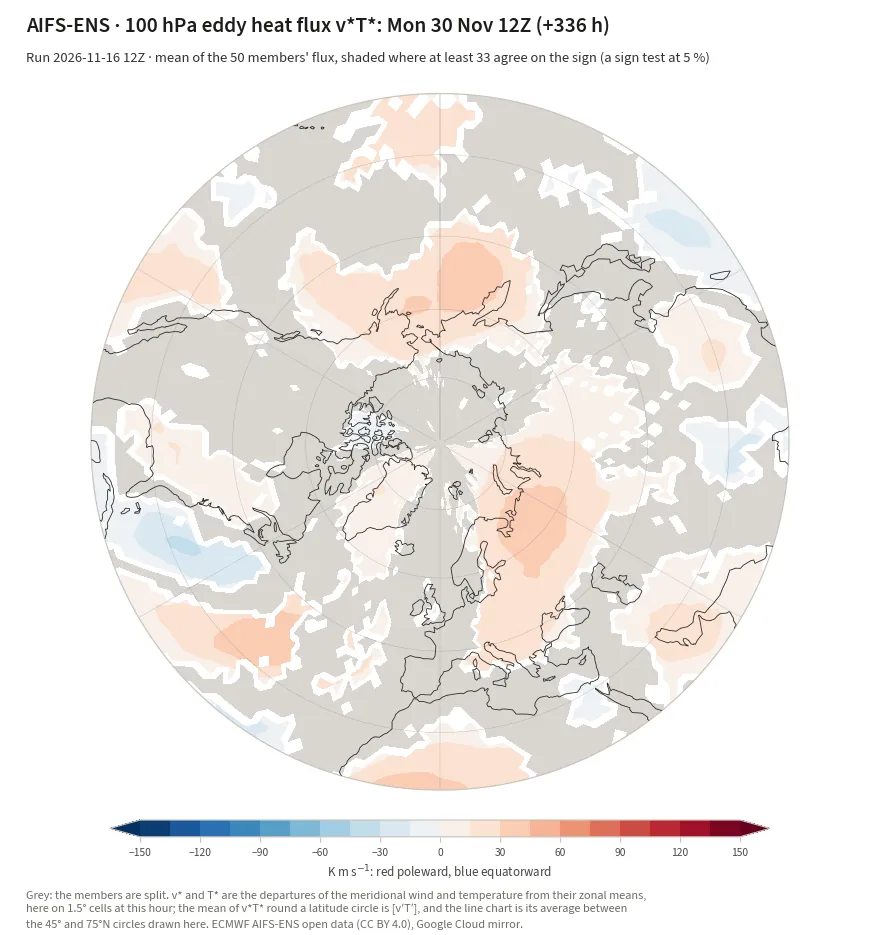 AIFS-ENS · 100 hPa eddy heat flux v*T*: Mon 30 Nov 12Z (+336 h)
Run 2026-11-16 12Z · mean of the 50 members' flux, shaded where at least 33 agree on the sign (a sign test at 5 %)
−150 −120 −90 −60 −30 0 30 60 90 120 150
K m s⁻¹: red poleward, blue equatorward
Grey: the members are split. v* and T* are the departures of the meridional wind and temperature from their zonal means,
here on 1.5° cells at this hour; the mean of v*T* round a latitude circle is [v′T′], and the line chart is its average between
the 45° and 75°N circles drawn here. ECMWF AIFS-ENS open data (CC BY 4.0), Google Cloud mirror.